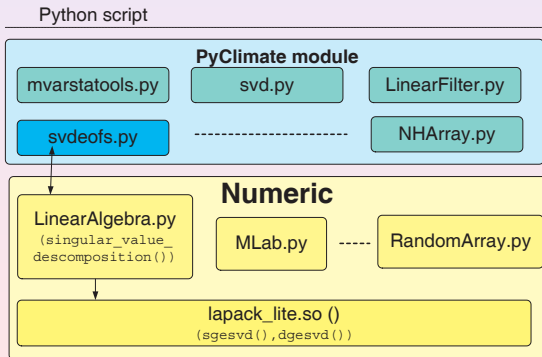 Python script
PyClimate module
mvarstatools.py
svd.py
LinearFilter.py
svdeofs.py
NHArray.py
Numeric
LinearAlgebra.py
(singular_value_
descomposition())
MLab.py
RandomArray.py
lapack_lite.so ()
(sgesvd(),dgesvd())